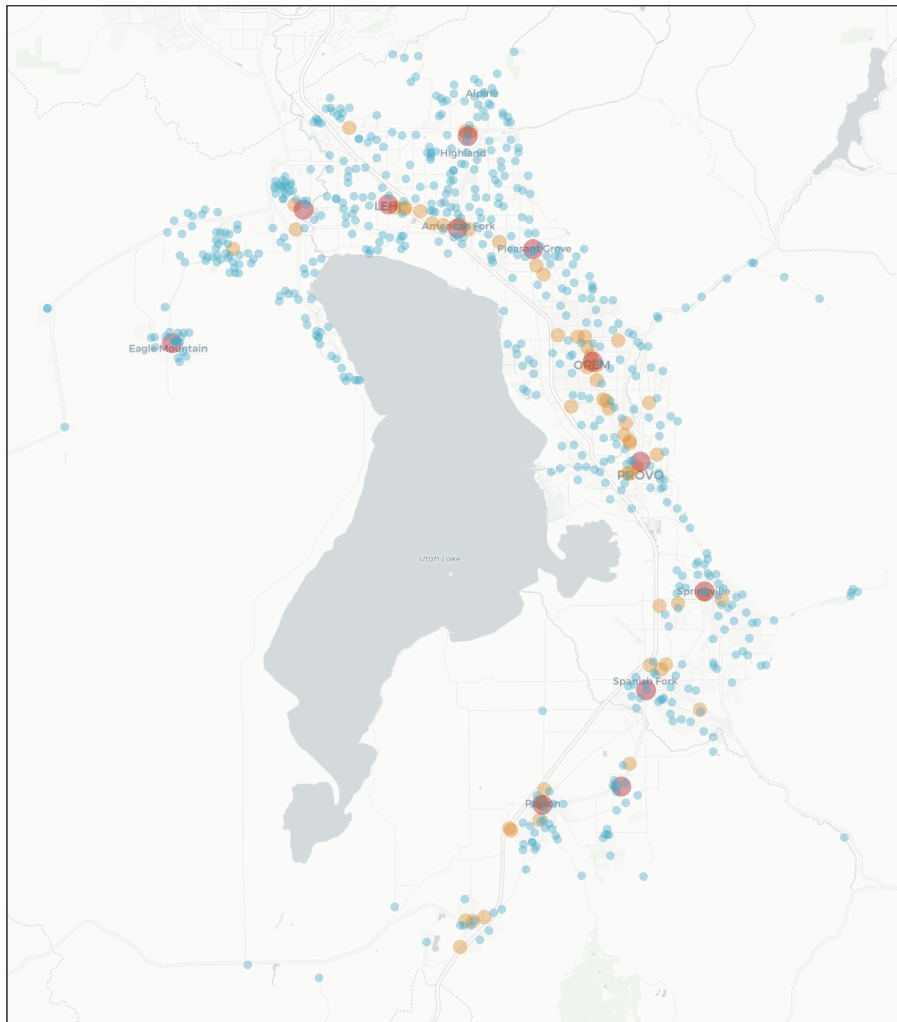 Alpine
Highland
LEHI
American Fork
Pleasant Grove
Eagle Mountain
OREM
PROVO
Utah Lake
Springville
Spanish Fork
Payson